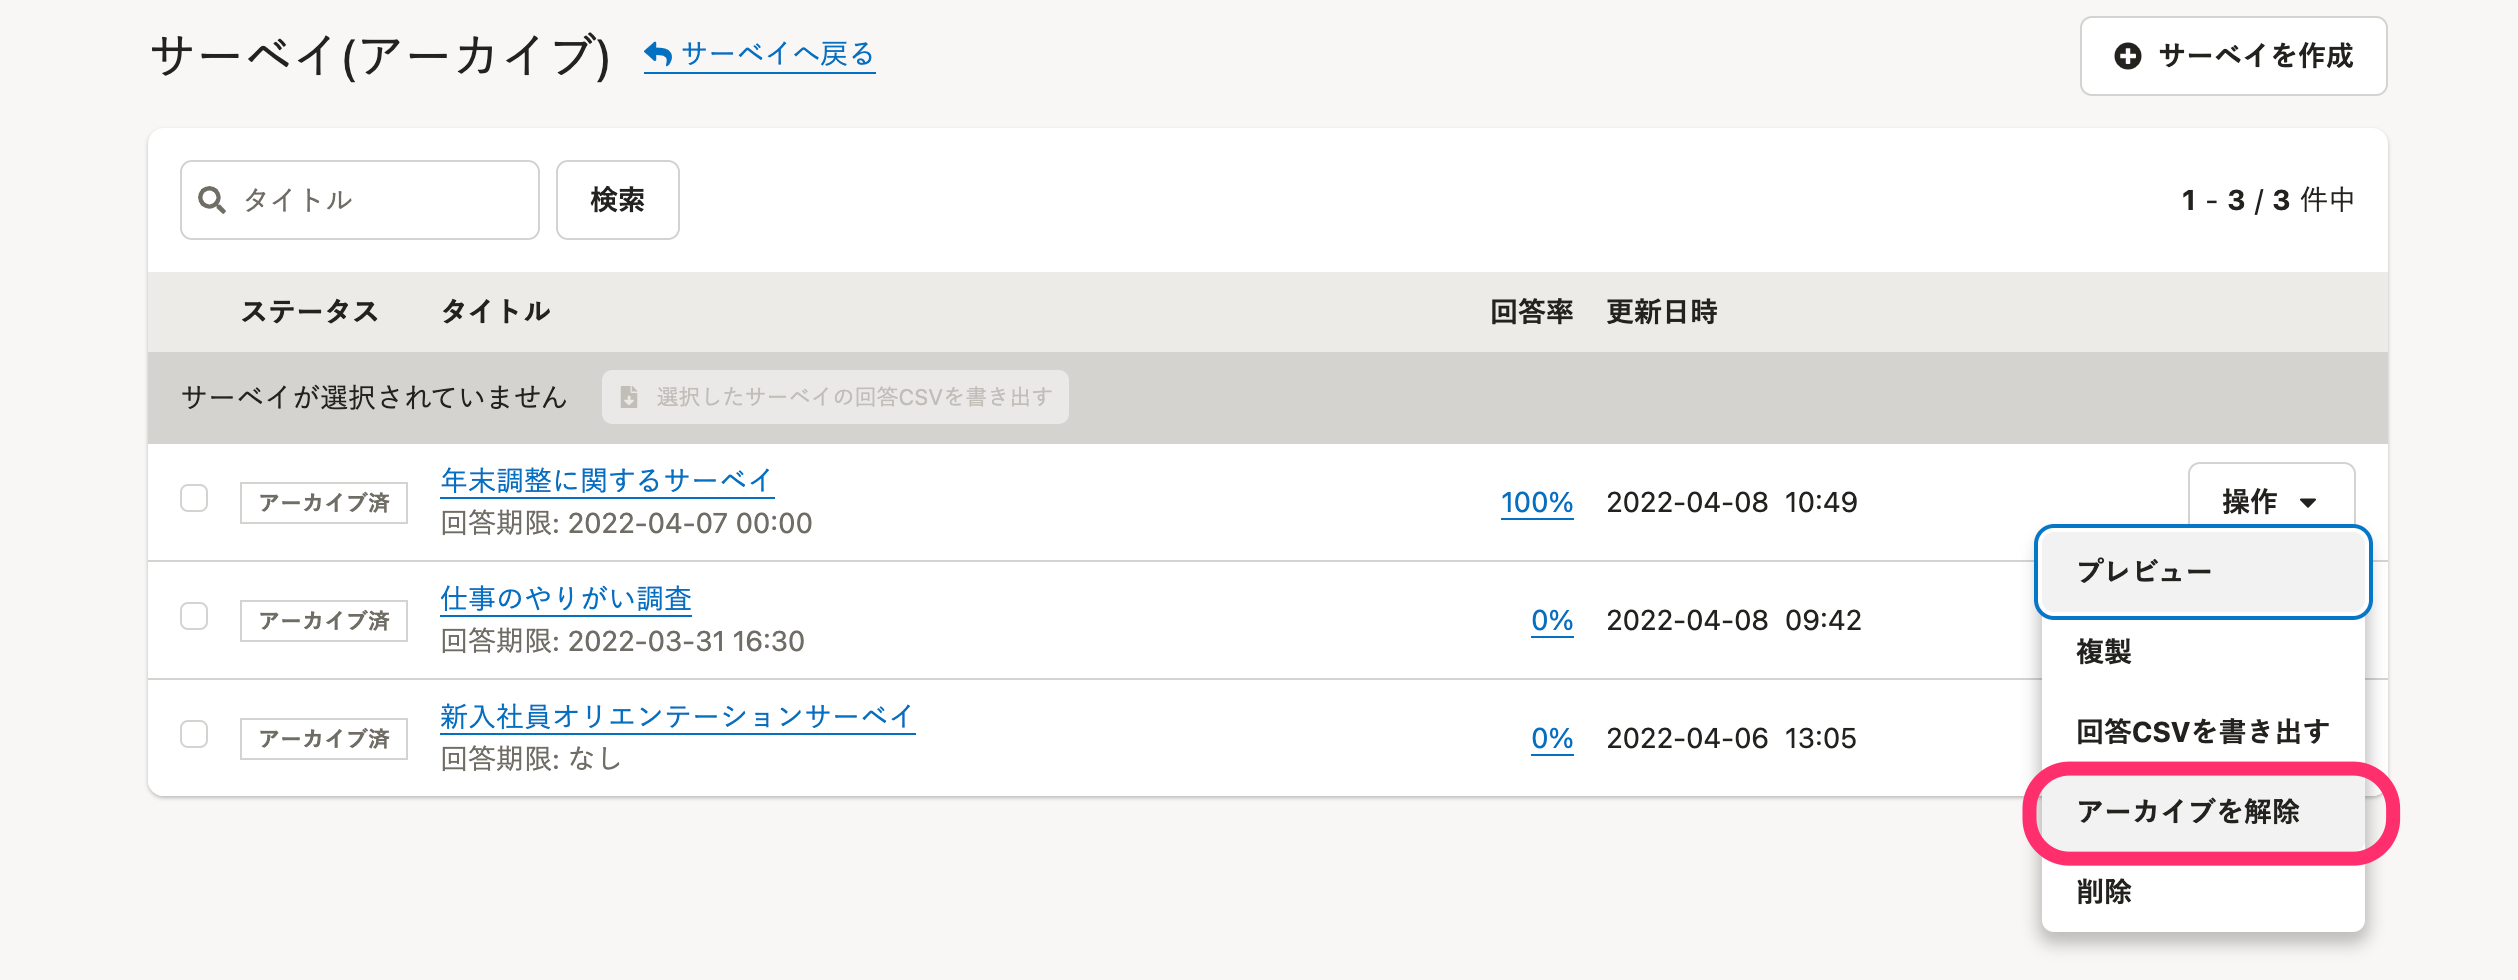 サーベイ(アーカイブ) サーベイへ戻る サーベイを作成
タイトル 検索 1 - 3 / 3 件中
ステータス タイトル 回答率 更新日時
サーベイが選択されていません 選択したサーベイの回答CSVを書き出す
アーカイブ済 年末調整に関するサーベイ 100% 2022-04-08 10:49 操作
回答期限: 2022-04-07 00:00
プレビュー
アーカイブ済 仕事のやりがい調査 0% 2022-04-08 09:42
回答期限: 2022-03-31 16:30
複製
アーカイブ済 新入社員オリエンテーションサーベイ 0% 2022-04-06 13:05
回答期限: なし
回答CSVを書き出す
アーカイブを解除
削除